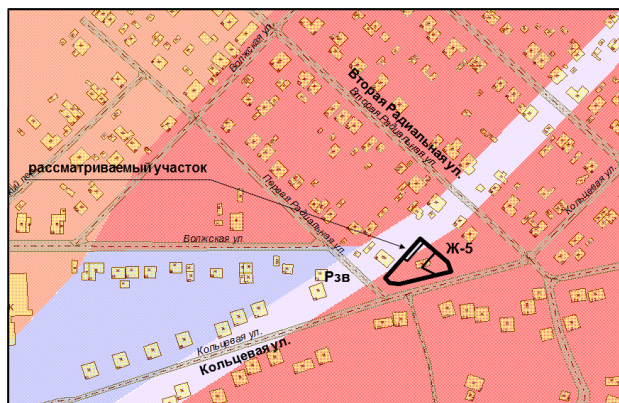 Волжская ул.
Вторая Радиальная ул.
Вторая Радиальная ул.
рассматриваемый участок
Первая Радиальная ул.
Кольцевая ул.
Волжская ул
Ж-5
Рзв
Кольцевая ул.
Кольцевая ул.